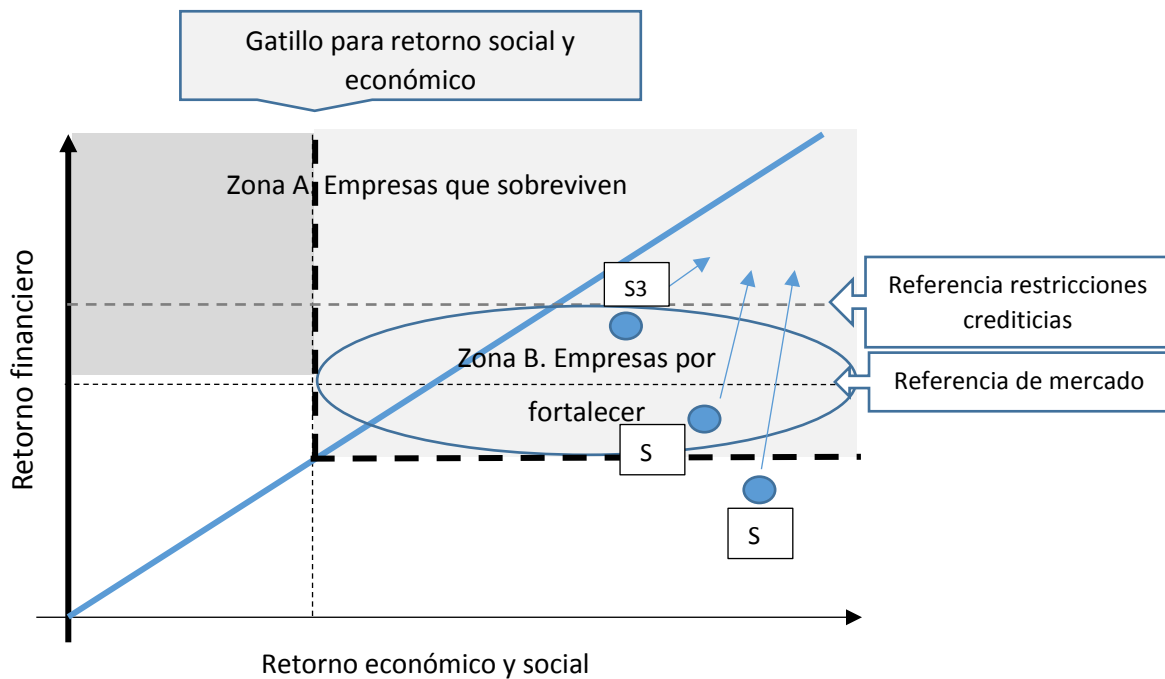 Gatillo para retorno social y
económico
Zona A. Empresas que sobreviven
Retorno financiero
S3
Referencia restricciones
crediticias
Zona B. Empresas por
fortalecer
Referencia de mercado
S
S
Retorno económico y social